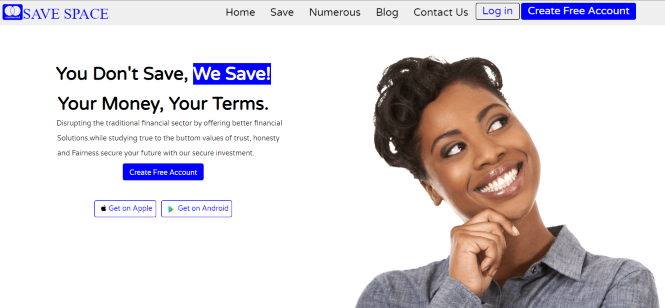 SAVE SPACE
Home Save Numerous Blog Contact Us Log in Create Free Account
You Don't Save, We Save!
Your Money, Your Terms.
Disrupting the traditional financial sector by offering better financial
Solutions.while studying true to the buttom values of trust, honesty
and Fairness secure your future with our secure investment.
Create Free Account
Get on Apple Get on Android